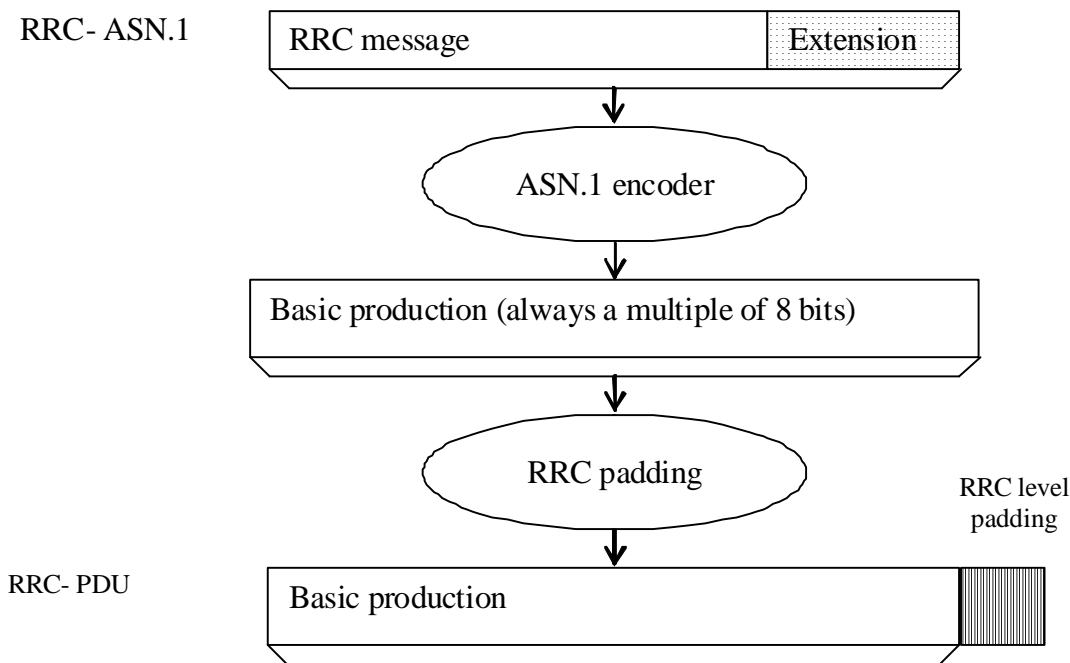 RRC- ASN.1
RRC message
Extension
ASN.1 encoder
Basic production (always a multiple of 8 bits)
RRC padding
RRC level
padding
RRC- PDU
Basic production